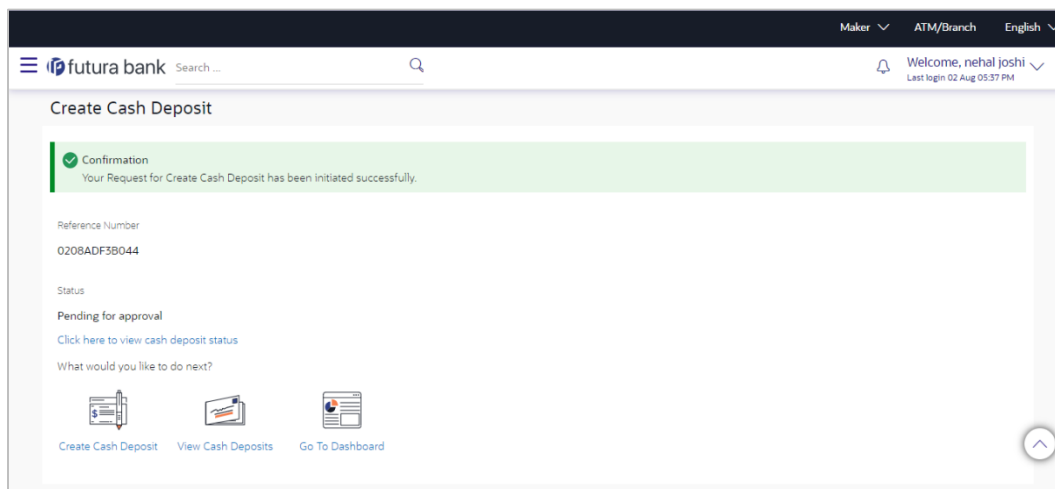 Maker ATM/Branch English
futura bank Search ... Welcome, nehal joshi
Last login 02 Aug 05:37 PM
Create Cash Deposit
Confirmation
Your Request for Create Cash Deposit has been initiated successfully.
Reference Number
0208ADF3B044
Status
Pending for approval
Click here to view cash deposit status
What would you like to do next?
$
Create Cash Deposit View Cash Deposits Go To Dashboard